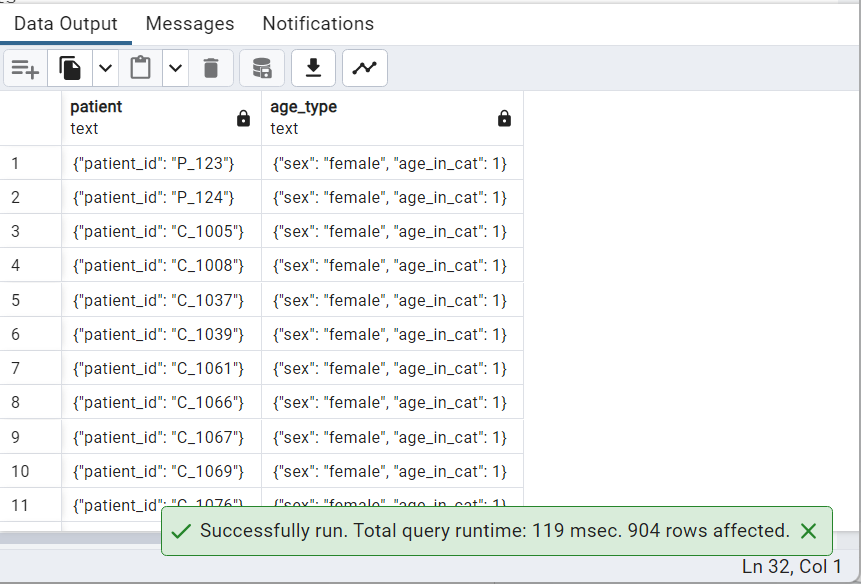 Data Output Messages Notifications
patient age_type
text text
1 {"patient_id": "P_123"} {"sex": "female", "age_in_cat": 1}
2 {"patient_id": "P_124"} {"sex": "female", "age_in_cat": 1}
3 {"patient_id": "C_1005"} {"sex": "female", "age_in_cat": 1}
4 {"patient_id": "C_1008"} {"sex": "female", "age_in_cat": 1}
5 {"patient_id": "C_1037"} {"sex": "female", "age_in_cat": 1}
6 {"patient_id": "C_1039"} {"sex": "female", "age_in_cat": 1}
7 {"patient_id": "C_1061"} {"sex": "female", "age_in_cat": 1}
8 {"patient_id": "C_1066"} {"sex": "female", "age_in_cat": 1}
9 {"patient_id": "C_1067"} {"sex": "female", "age_in_cat": 1}
10 {"patient_id": "C_1069"} {"sex": "female", "age_in_cat": 1}
11 {"patient_id": "C_1076"} {"sex": "female", "age_in_cat": 1}
Successfully run. Total query runtime: 119 msec. 904 rows affected.
Ln 32, Col 1